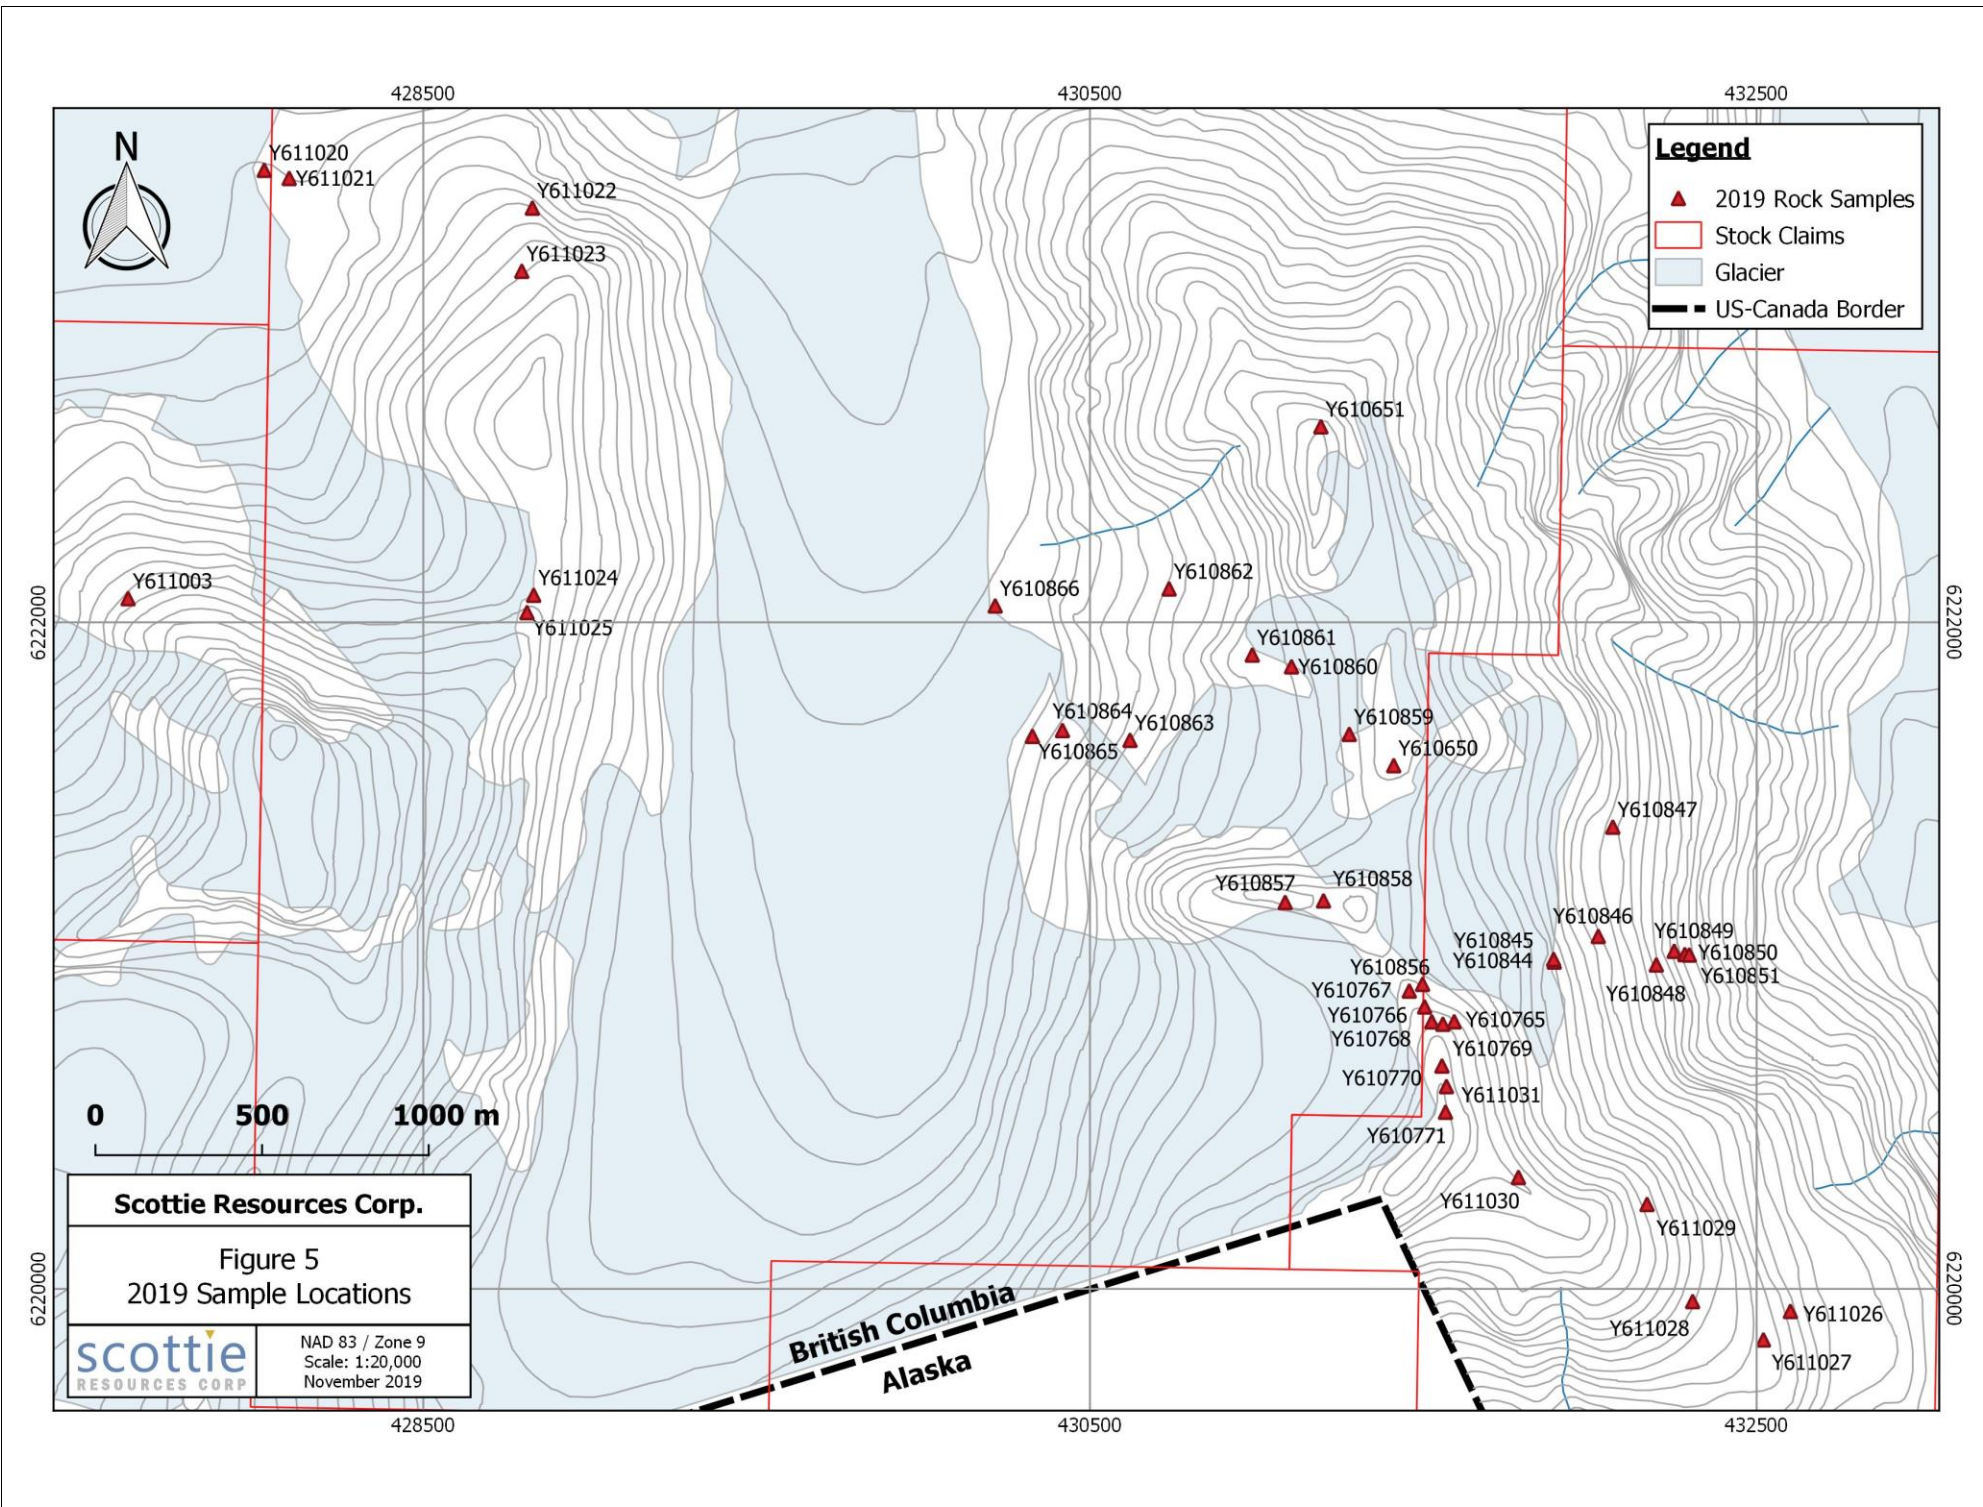 428500
430500
432500
N
Legend
2019 Rock Samples
Stock Claims
Glacier
US-Canada Border
Y611020
Y611021
Y611022
Y611023
Y610651
Y611003
Y611024
Y611025
Y610866
Y610862
6222000
6222000
Y610861
Y610860
Y610864
Y610865
Y610863
Y610859
Y610650
Y610847
Y610857
Y610858
Y610846
Y610845
Y610844
Y610849
Y610850
Y610851
Y610848
Y610856
Y610767
Y610766
Y610768
Y610765
Y610769
Y610770
Y611031
Y610771
0 500 1000 m
Y611030
Y611029
Scottie Resources Corp.
Figure 5
2019 Sample Locations
scottie
RESOURCES CORP
NAD 83 / Zone 9
Scale: 1:20,000
November 2019
6220000
6220000
British Columbia
Alaska
Y611028
Y611026
Y611027
428500
430500
432500